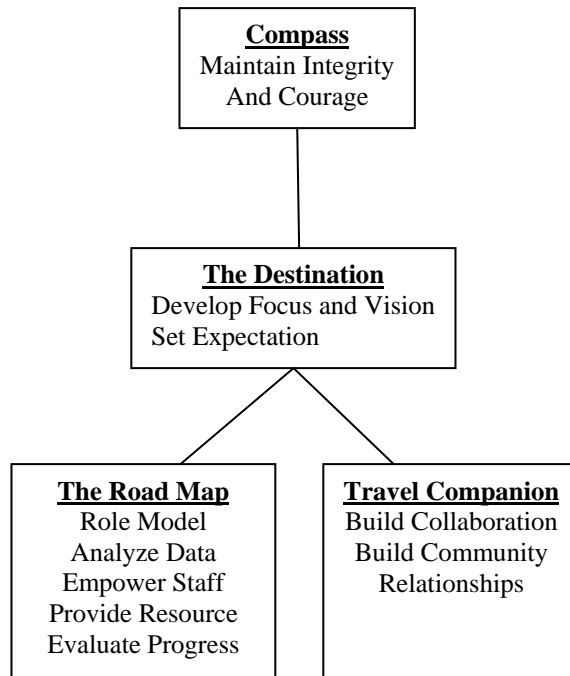 Compass
Maintain Integrity
And Courage
The Destination
Develop Focus and Vision
Set Expectation
The Road Map
Role Model
Analyze Data
Empower Staff
Provide Resource
Evaluate Progress
Travel Companion
Build Collaboration
Build Community
Relationships